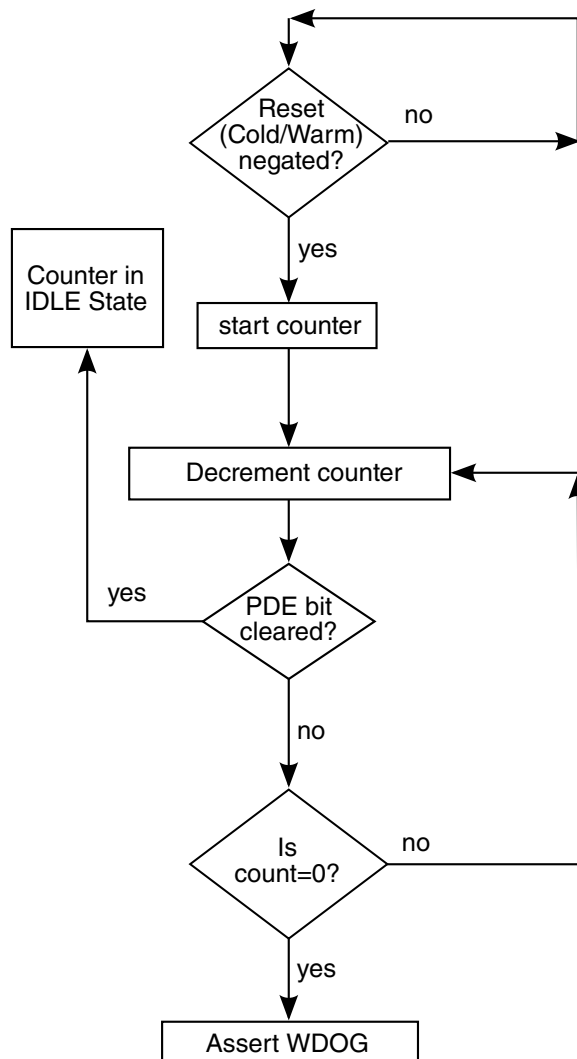 Reset
(Cold/Warm)
negated?
no
yes
Counter in
IDLE State
start counter
Decrement counter
yes
PDE bit
cleared?
no
Is
count=0?
no
yes
Assert WDOG